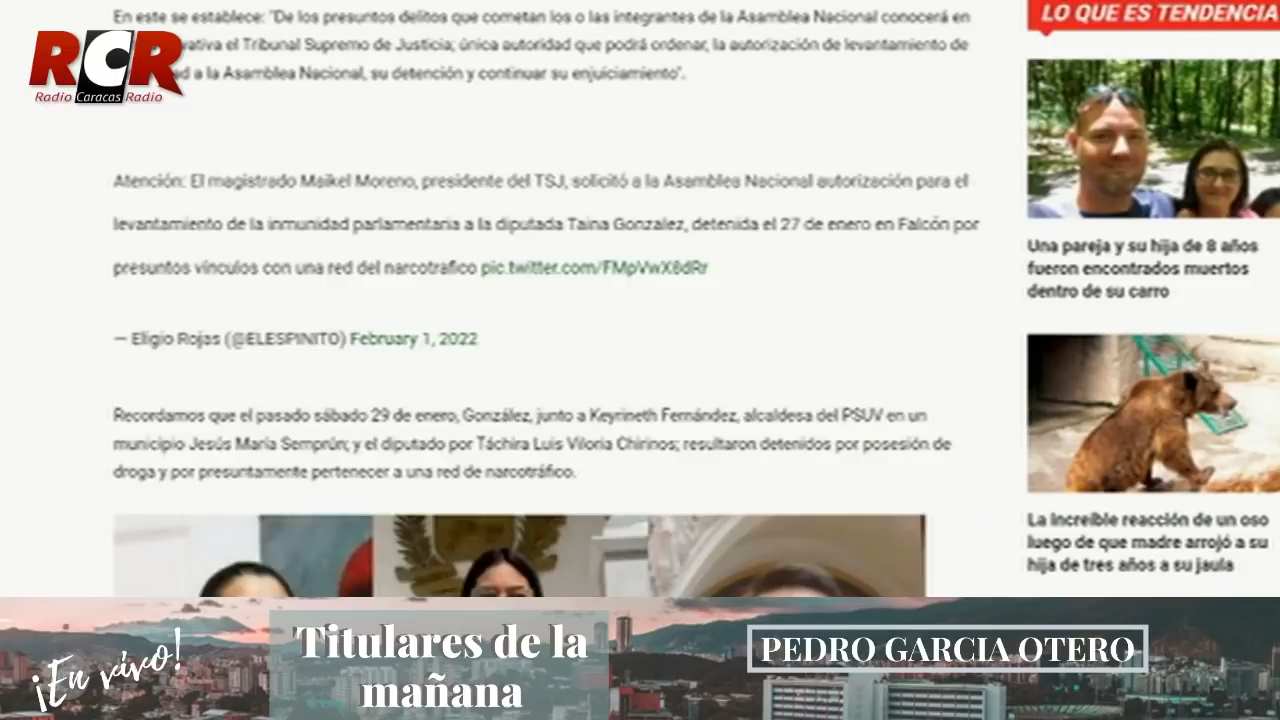 En este se establece: "De los presuntos delitos que cometan los o las integrantes de la Asamblea Nacional conocerá en
vativa el Tribunal Supremo de Justicia; única autoridad que podrá ordenar, la autorización de levantamiento de
d a la Asamblea Nacional, su detención y continuar su enjuiciamiento".
RCR
Radio Caracas Radio
Atención: El magistrado Maikel Moreno, presidente del TSJ, solicitó a la Asamblea Nacional autorización para el
levantamiento de la inmunidad parlamentaria a la diputada Taina Gonzalez, detenida el 27 de enero en Falcón por
presuntos vínculos con una red del narcotrafico pic.twitter.com/FMpVwX8dRr
— Eligio Rojas (@ELESPINITO) February 1, 2022
Recordamos que el pasado sábado 29 de enero, González, junto a Keyrineth Fernández, alcaldesa del PSUV en un
municipio Jesús María Semprún; y el diputado por Táchira Luis Viloria Chirinos; resultaron detenidos por posesión de
droga y por presuntamente pertenecer a una red de narcotráfico.
LO QUE ES TENDENCIA
Una pareja y su hija de 8 años
fueron encontrados muertos
dentro de su carro
La increíble reacción de un oso
luego de que madre arrojó a su
hija de tres años a su jaula
¡En vivo!
Titulares de la
mañana
PEDRO GARCIA OTERO